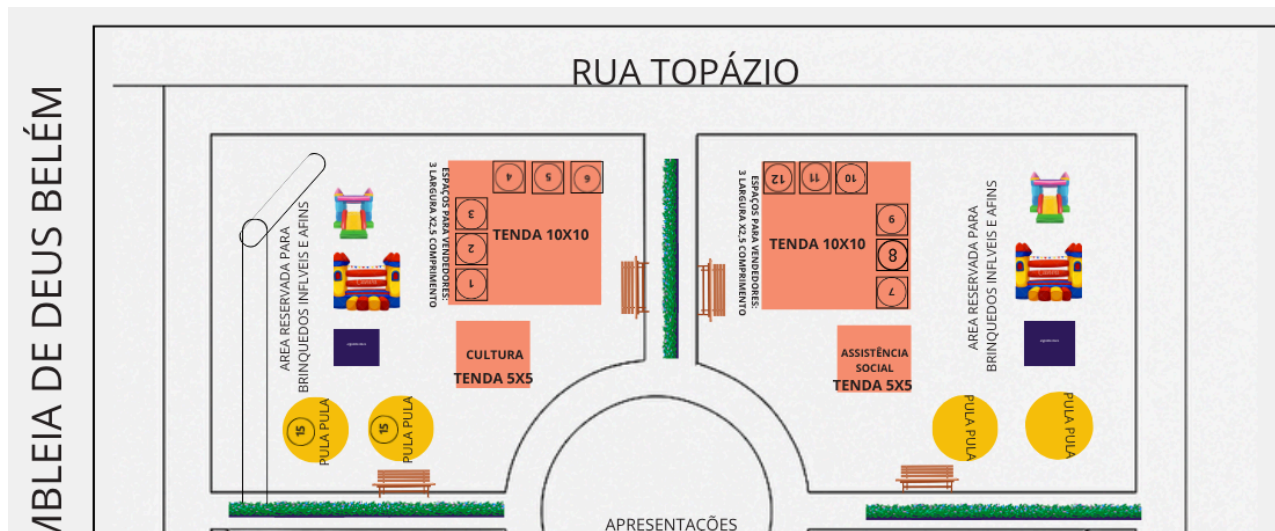 RUA TOPÁZIO
MBLEIA DE DEUS BELÉM
AREA RESERVADA PARA
BRINQUEDOS INFLVEIS E AFINS
ESPAÇOS PARA VENDEDORES:
3 LARGURA X2,5 COMPRIMENTO
4
5
6
3
2
1
TENDA 10X10
CULTURA
TENDA 5X5
15
PULA PULA
15
PULA PULA
ESPAÇOS PARA VENDEDORES:
3 LARGURA X2,5 COMPRIMENTO
12
11
10
9
8
7
TENDA 10X10
ASSISTÊNCIA
SOCIAL
TENDA 5X5
AREA RESERVADA PARA
BRINQUEDOS INFLVEIS E AFINS
PULA PULA
PULA PULA
APRESENTAÇÕES